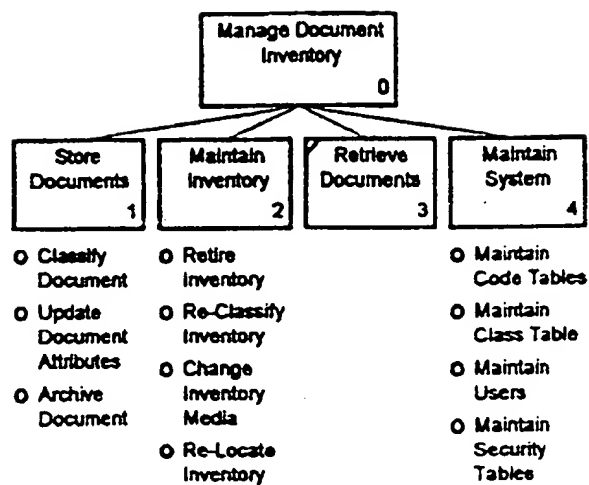 Manage Document
Inventory
0
Store
Documents
1
Maintain
Inventory
2
Retrieve
Documents
3
Maintain
System
4
Classify
Document
Update
Document
Attributes
Archive
Document
Retire
Inventory
Re-Classify
Inventory
Change
Inventory
Media
Re-Locate
Inventory
Maintain
Code Tables
Maintain
Class Table
Maintain
Users
Maintain
Security
Tables